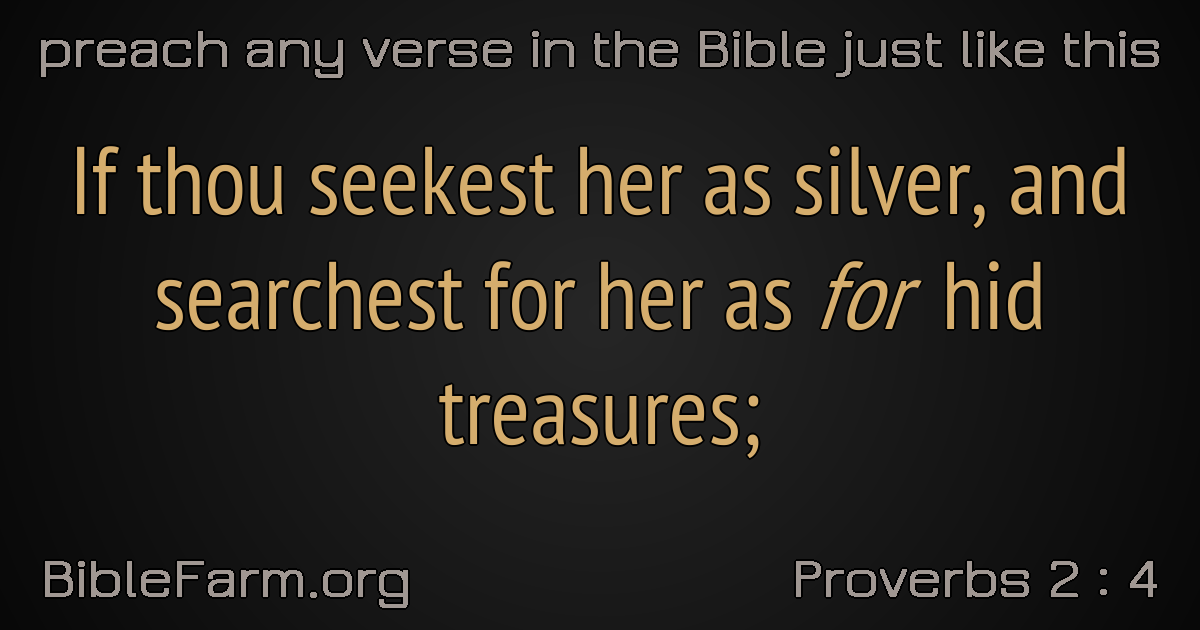 preach any verse in the Bible just like this
If thou seekest her as silver, and
searchest for her as for hid
treasures;
BibleFarm.org
Proverbs 2 : 4